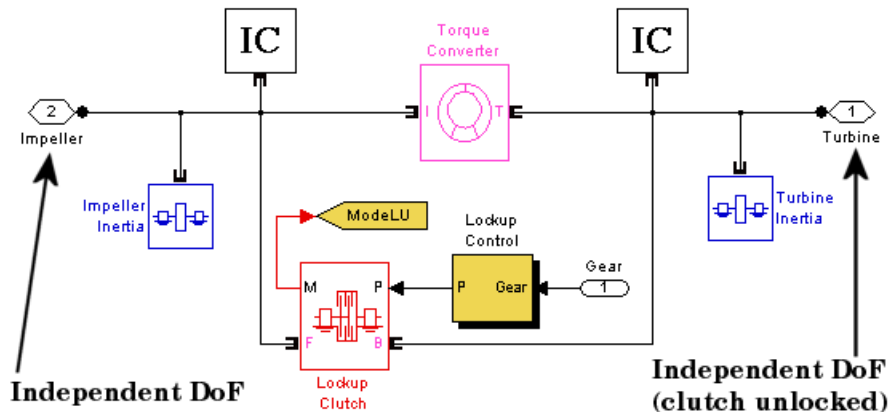 IC
Torque
Converter
IC
2
I
T
1
Impeller
Turbine
Impeller
Inertia
ModeLU
Lookup
Control
Turbine
Inertia
Gear
M
P
P
Gear
1
F
B
Lockup
Clutch
Independent DoF
Independent DoF
(clutch unlocked)